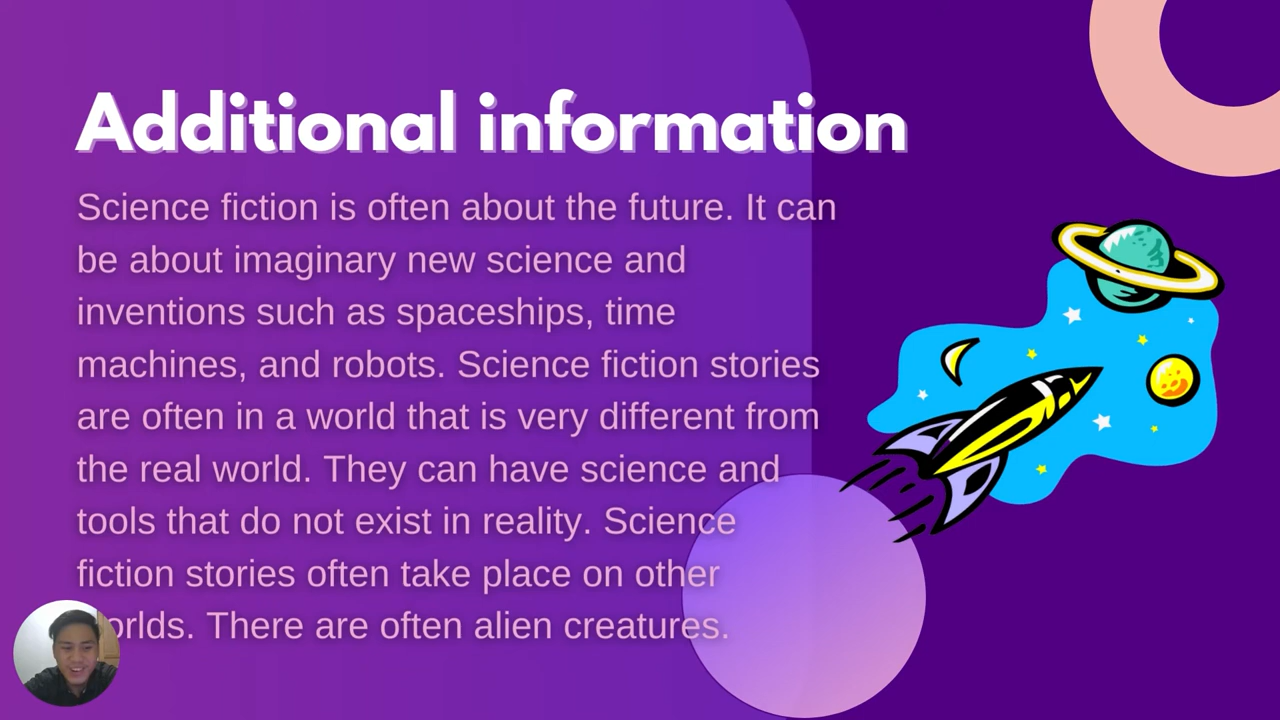 Additional information
Science fiction is often about the future. It can
be about imaginary new science and
inventions such as spaceships, time
machines, and robots. Science fiction stories
are often in a world that is very different from
the real world. They can have science and
tools that do not exist in reality. Science
fiction stories often take place on other
orlds. There are often alien creatures.